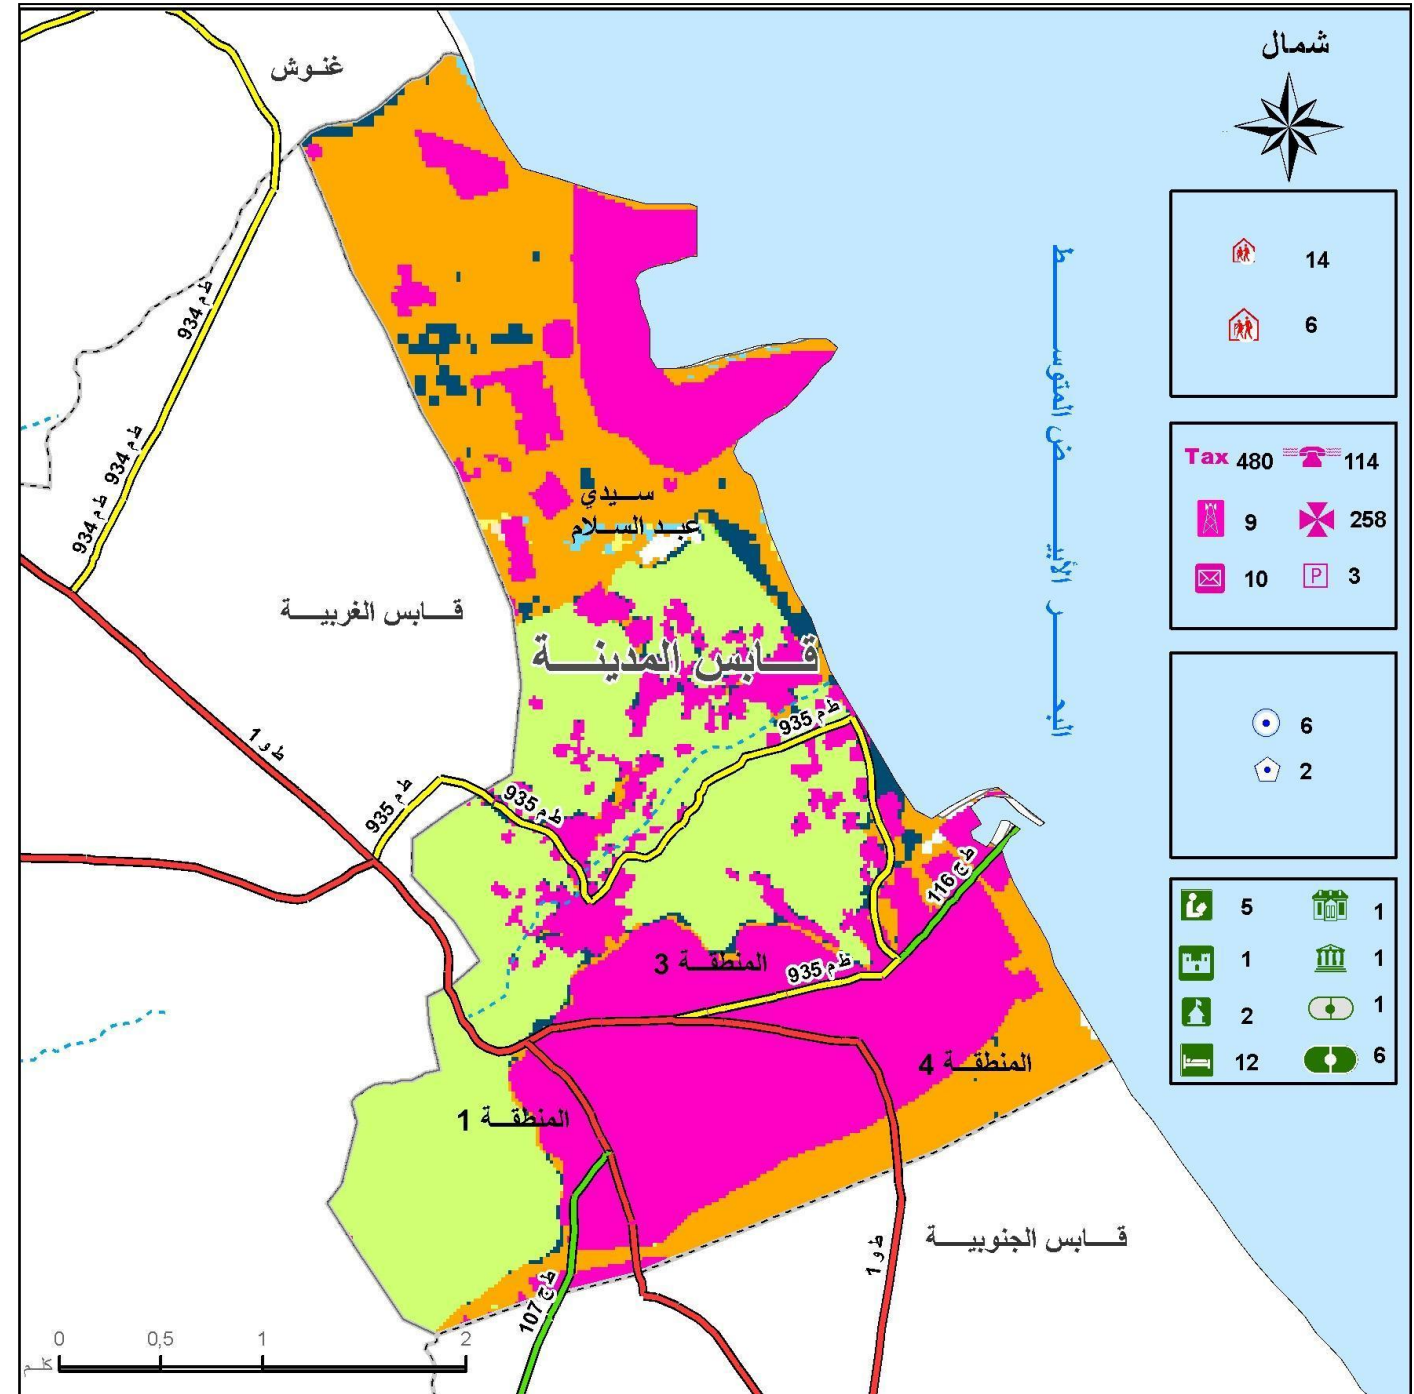 شمال
غنوش
14
6
البحر الأبيض المتوسط
Tax 480
114
9
258
10
3
6
2
5
1
1
1
2
1
12
6
ط م 934
ط م 934
ط م 934
سيدي
عبد السلام
قابس الغربية
قابس المدينة
ط و 1
ط م 935
ط م 935
ط م 935
ط ج 116
المنطقة 3
ط م 935
المنطقة 4
المنطقة 1
قابس الجنوبية
ط و 1
ط ج 107
0 0,5 1 2
كلم
P